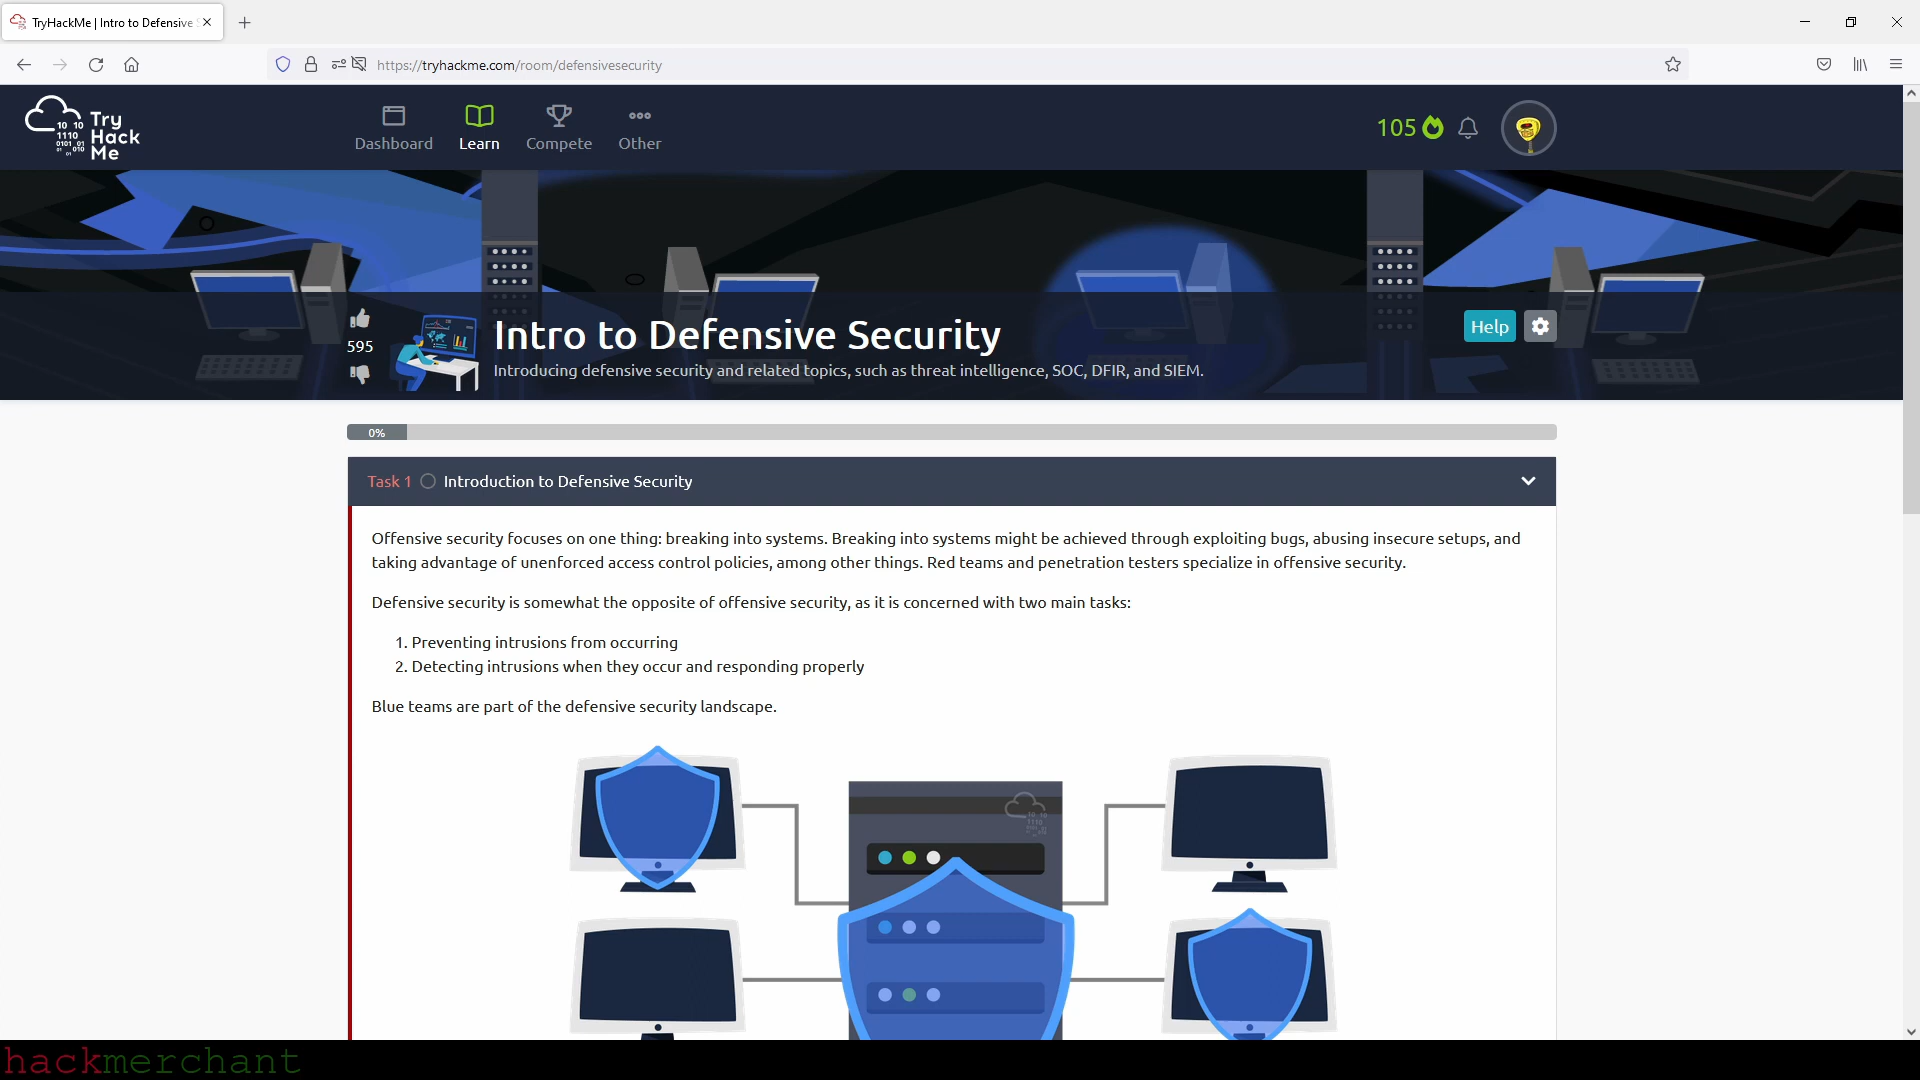 TryHackMe | Intro to Defensive
https://tryhackme.com/room/defensivesecurity
Try
Hack
Me
Dashboard
Learn
Compete
Other
105
595
Intro to Defensive Security
Introducing defensive security and related topics, such as threat intelligence, SOC, DFIR, and SIEM.
Help
0%
Task 1 Introduction to Defensive Security
Offensive security focuses on one thing: breaking into systems. Breaking into systems might be achieved through exploiting bugs, abusing insecure setups, and
taking advantage of unenforced access control policies, among other things. Red teams and penetration testers specialize in offensive security.
Defensive security is somewhat the opposite of offensive security, as it is concerned with two main tasks:
1. Preventing intrusions from occurring
2. Detecting intrusions when they occur and responding properly
Blue teams are part of the defensive security landscape.
hackmerchant